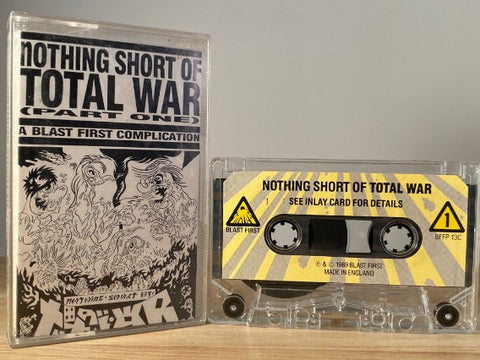 NOTHING SHORT OF
TOTAL WAR
(PART ONE)
A BLAST FIRST COMPLICATION
NOTHING SHORT OF TOTAL WAR
1
SEE INLAY CARD FOR DETAILS
BLAST FIRST
1
BFFP 13C
℗ & © 1989 BLAST FIRST
MADE IN ENGLAND